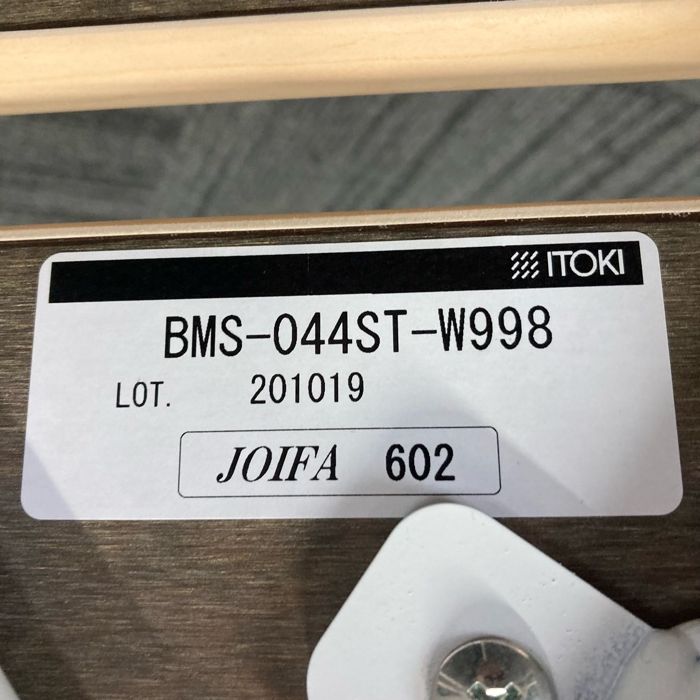 ITOKI
BMS-044ST-W998
LOT. 201019
JOIFA 602